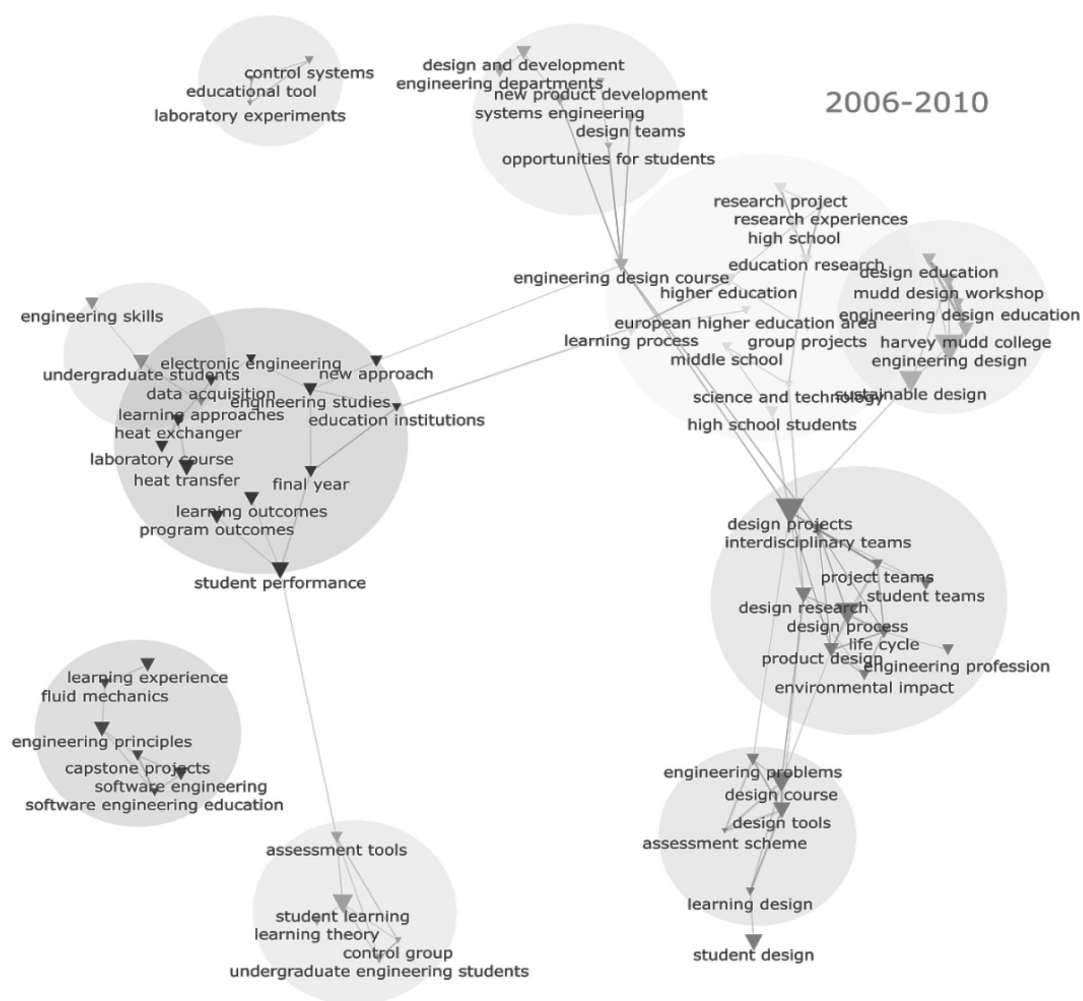 control systems
educational tool
laboratory experiments
design and development
engineering departments
new product development
systems engineering
design teams
opportunities for students
2006-2010
research project
research experiences
high school
education research
engineering design course
higher education
european higher education area
learning process
group projects
middle school
science and technology
high school students
design education
mudd design workshop
engineering design education
harvey mudd college
engineering design
sustainable design
engineering skills
undergraduate students
electronic engineering
new approach
data acquisition
engineering studies
learning approaches
education institutions
heat exchanger
laboratory course
heat transfer
final year
learning outcomes
program outcomes
student performance
design projects
interdisciplinary teams
project teams
student teams
design research
design process
life cycle
product design
engineering profession
environmental impact
learning experience
fluid mechanics
engineering principles
capstone projects
software engineering
software engineering education
engineering problems
design course
design tools
assessment scheme
learning design
student design
assessment tools
student learning
learning theory
control group
undergraduate engineering students